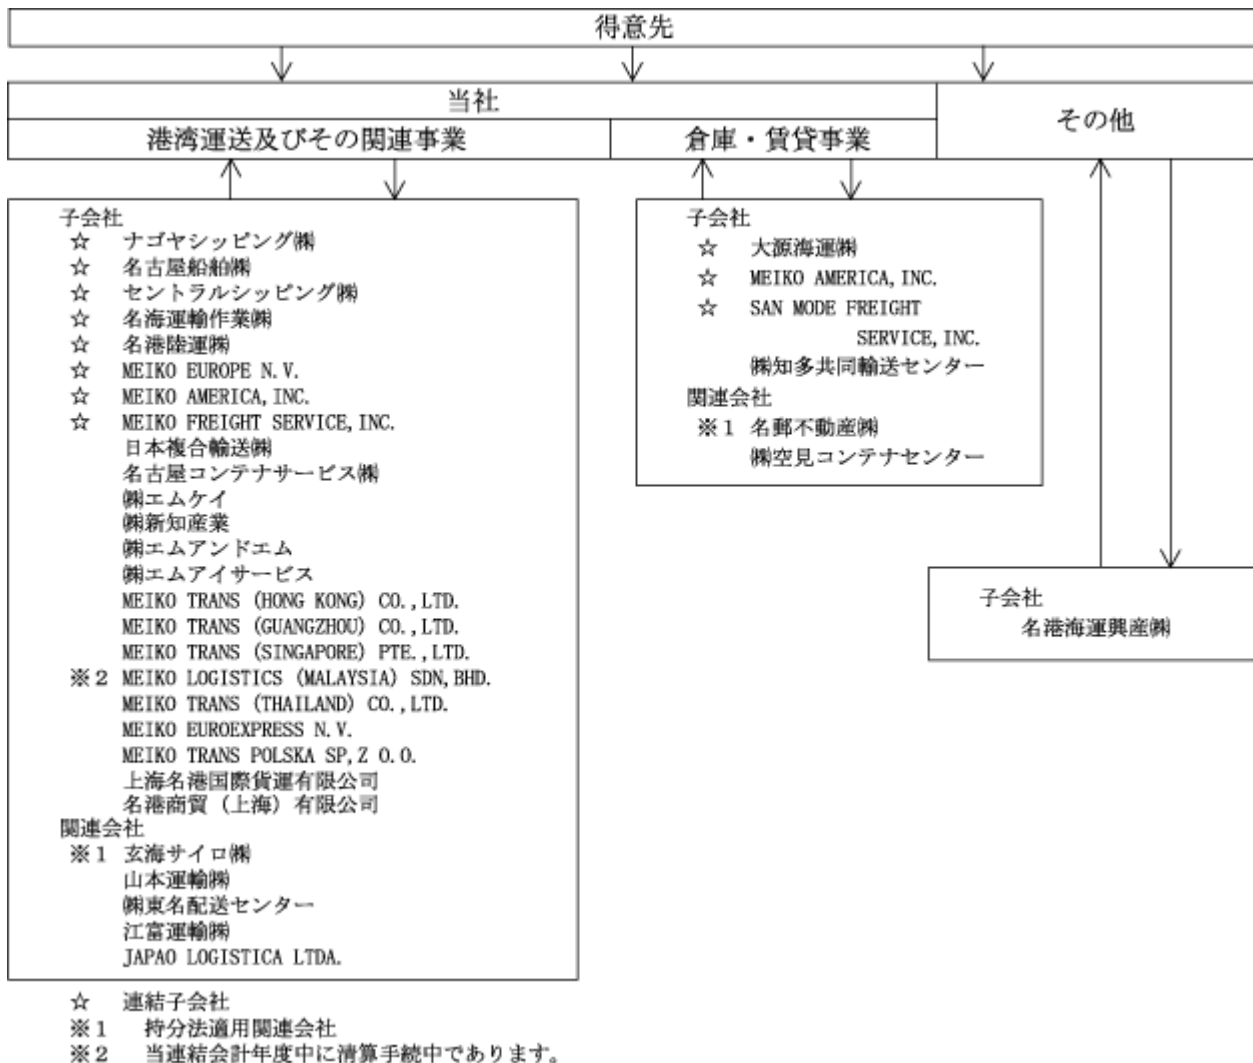 得意先
当社
その他
港湾運送及びその関連事業
倉庫・賃貸事業
子会社
☆ ナゴヤシッピング㈱
☆ 名古屋船舶㈱
☆ セントラルシッピング㈱
☆ 名海運輸作業㈱
☆ 名港陸運㈱
☆ MEIKO EUROPE N.V.
☆ MEIKO AMERICA,INC.
☆ MEIKO FREIGHT SERVICE,INC.
日本複合輸送㈱
名古屋コンテナサービス㈱
㈱エムケイ
㈱新知産業
㈱エムアンドエム
㈱エムアイサービス
MEIKO TRANS (HONG KONG) CO.,LTD.
MEIKO TRANS (GUANGZHOU) CO.,LTD.
MEIKO TRANS (SINGAPORE) PTE.,LTD.
※2 MEIKO LOGISTICS (MALAYSIA) SDN,BHD.
MEIKO TRANS (THAILAND) CO.,LTD.
MEIKO EUROEXPRESS N.V.
MEIKO TRANS POLSKA SP,Z O.O.
上海名港国際貨運有限公司
名港商貿（上海）有限公司
関連会社
※1 玄海サイロ㈱
山本運輸㈱
㈱東名配送センター
江富運輸㈱
JAPAO LOGISTICA LTDA.
子会社
☆ 大源海運㈱
☆ MEIKO AMERICA,INC.
☆ SAN MODE FREIGHT
SERVICE,INC.
㈱知多共同輸送センター
関連会社
※1 名郵不動産㈱
㈱空見コンテナセンター
子会社
名港海運興産㈱
☆ 連結子会社
※1 持分法適用関連会社
※2 当連結会計年度中に清算手続中であります。